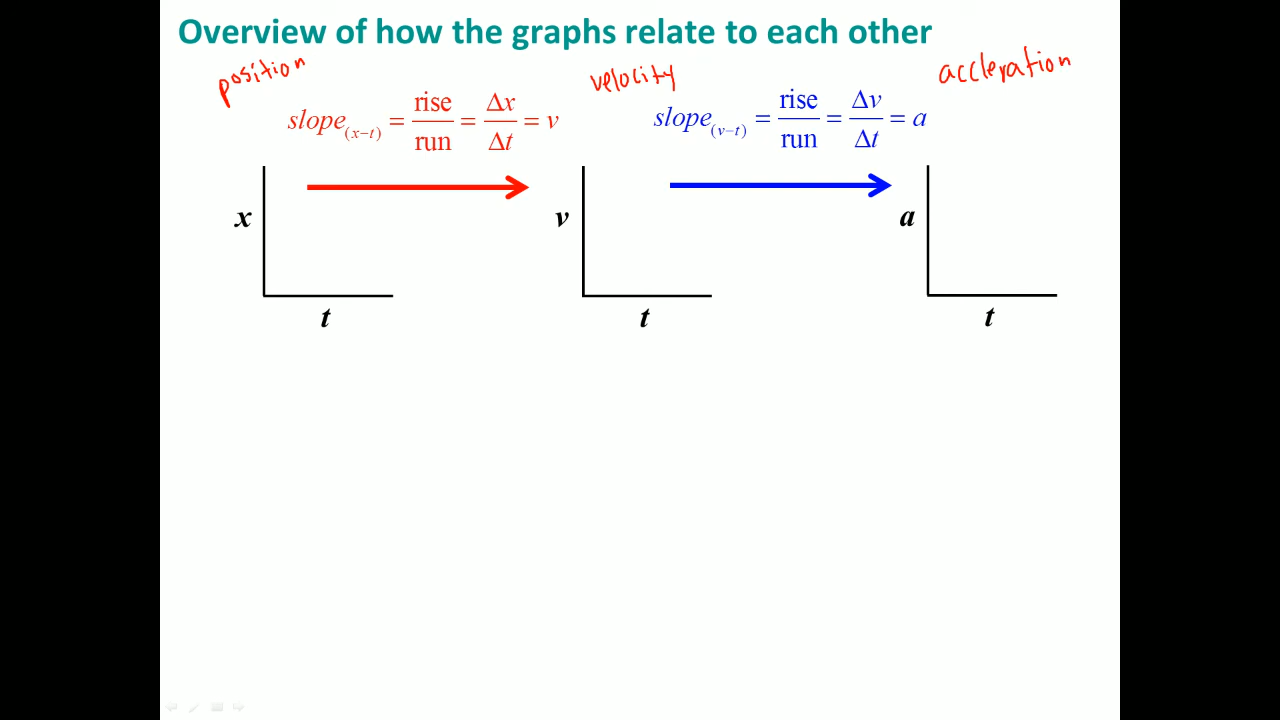 Overview of how the graphs relate to each other
position
velocity
accleration
slope(x−t) = rise/run = Δx/Δt = v
slope(v−t) = rise/run = Δv/Δt = a
x
v
a
t
t
t